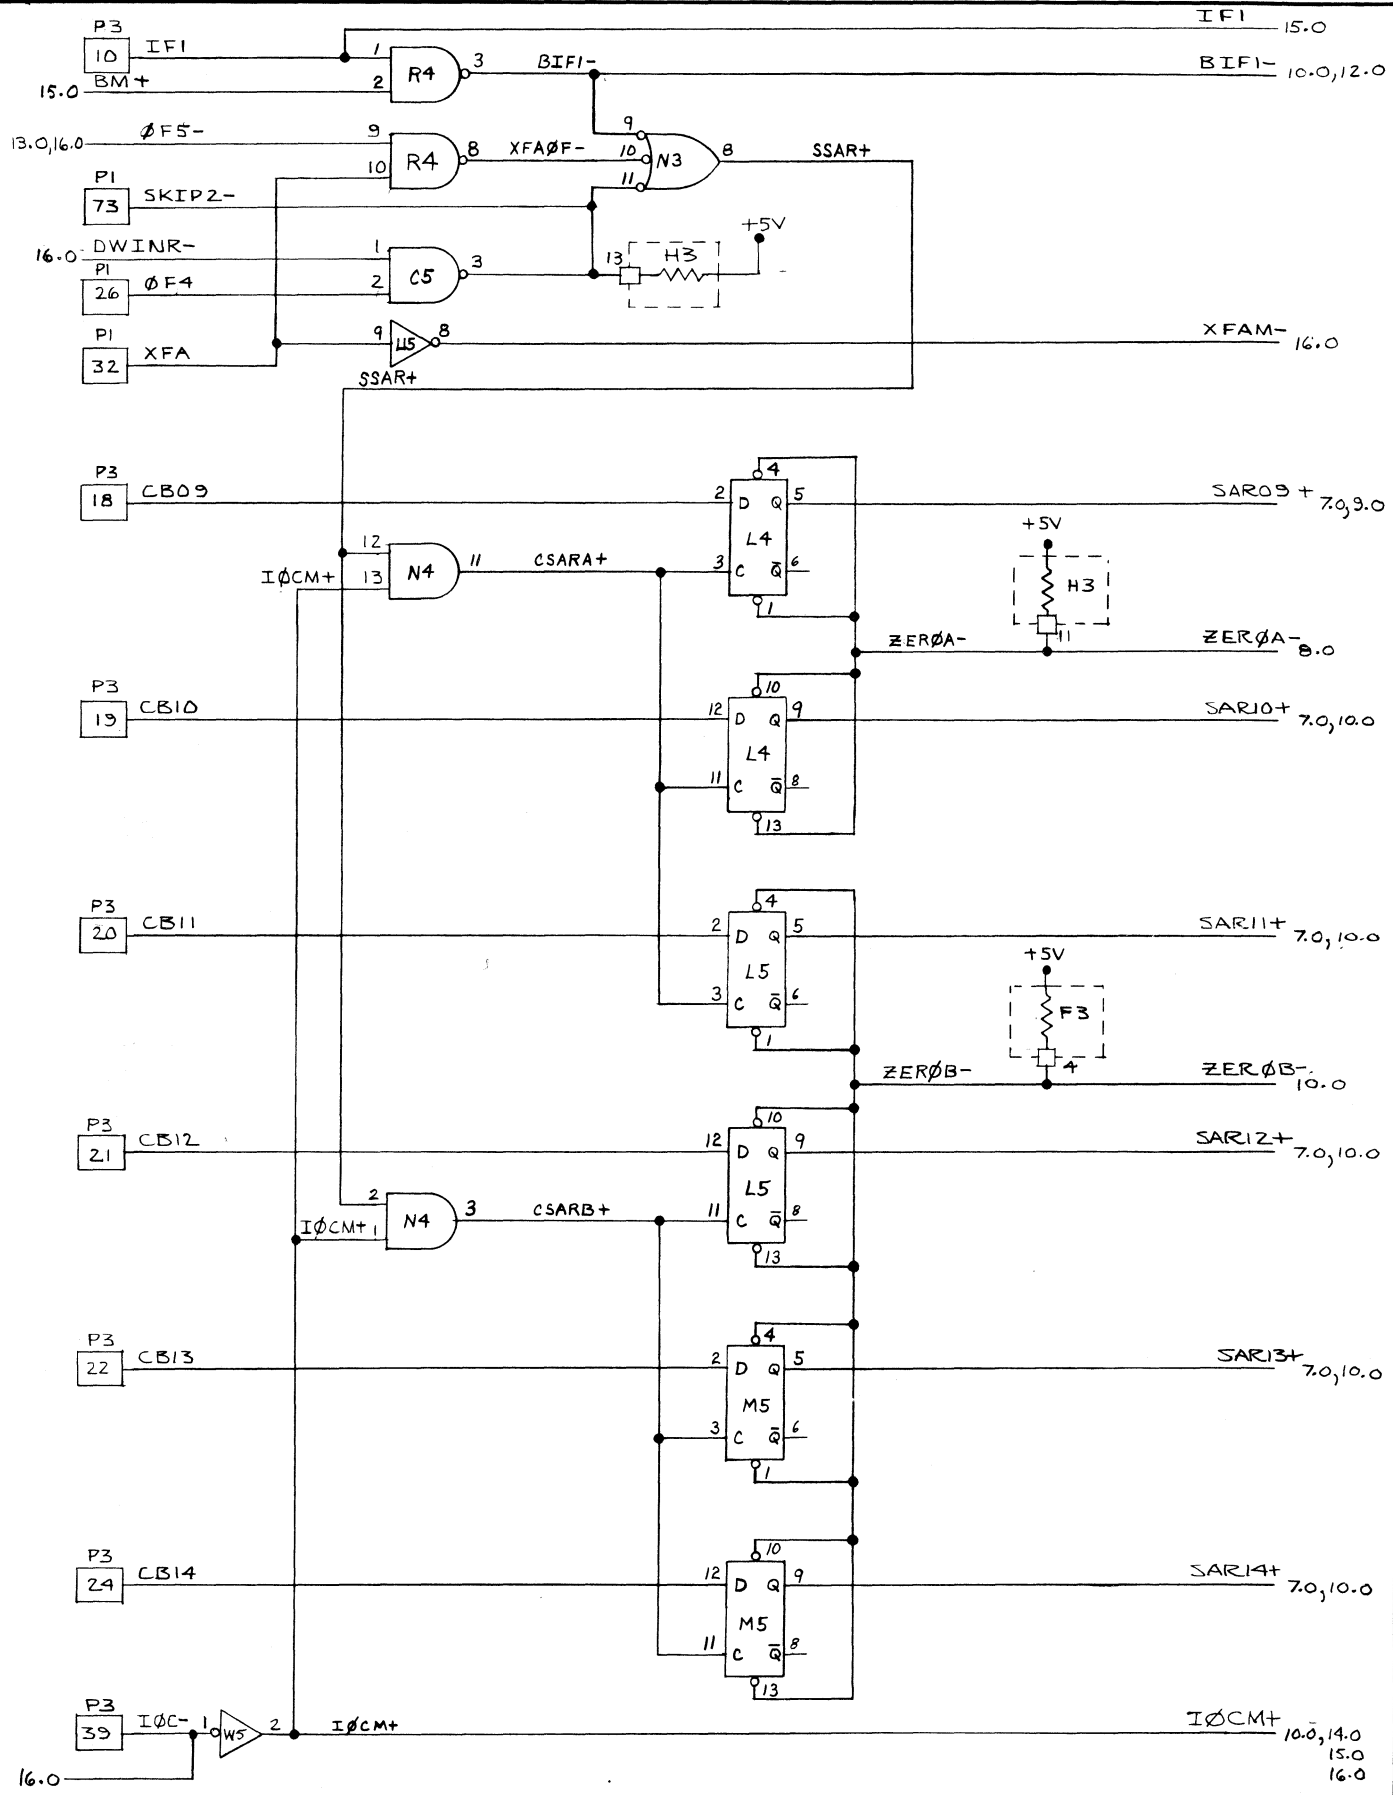 IF1
15.0
P3
10
IF1
1
R4
3
BIF1-
BIF1-
10.0,12.0
15.0
BM+
2
13.0,16.0
ØF5-
9
R4
8
XFAØF-
10
9
10
11
N3
8
SSAR+
P1
73
SKIP2-
16.0
DWINR-
1
C5
3
13
H3
+5V
P1
26
ØF4
2
P1
32
XFA
9
U5
8
XFAM-
16.0
SSAR+
P3
18
CB09
2
4
D
Q
5
SAR09+
7.0,9.0
L4
12
N4
11
CSARA+
3
C
Q̅
6
IØCM+
13
1
+5V
H3
11
ZERØA-
ZERØA-
8.0
P3
19
CB10
12
10
D
Q
9
SAR10+
7.0,10.0
L4
11
C
Q̅
8
13
P3
20
CB11
2
4
D
Q
5
SAR11+
7.0,10.0
L5
3
C
Q̅
6
1
+5V
F3
4
ZERØB-
ZERØB-
10.0
P3
21
CB12
12
10
D
Q
9
SAR12+
7.0,10.0
L5
2
N4
3
CSARB+
11
C
Q̅
8
IØCM+
1
13
P3
22
CB13
2
4
D
Q
5
SAR13+
7.0,10.0
M5
3
C
Q̅
6
1
P3
24
CB14
12
10
D
Q
9
SAR14+
7.0,10.0
M5
11
C
Q̅
8
13
P3
39
IØC-
1
W5
2
IØCM+
IØCM+
10.0,14.0
15.0
16.0
16.0